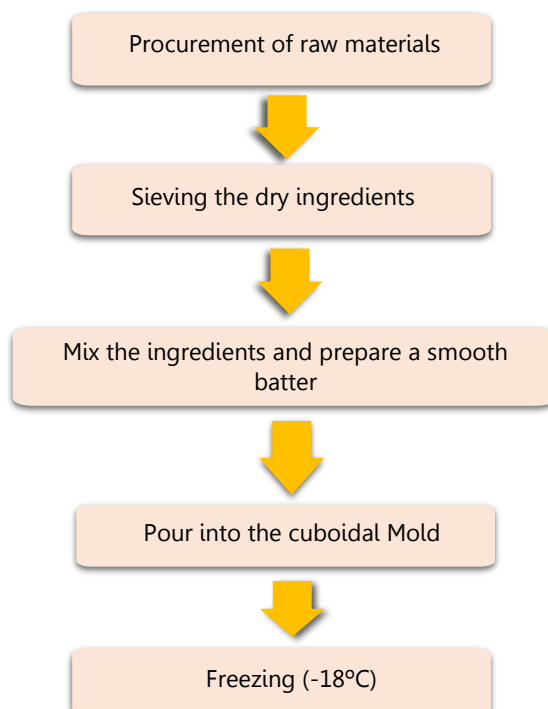 Procurement of raw materials
Sieving the dry ingredients
Mix the ingredients and prepare a smooth
batter
Pour into the cuboidal Mold
Freezing (-18ºC)